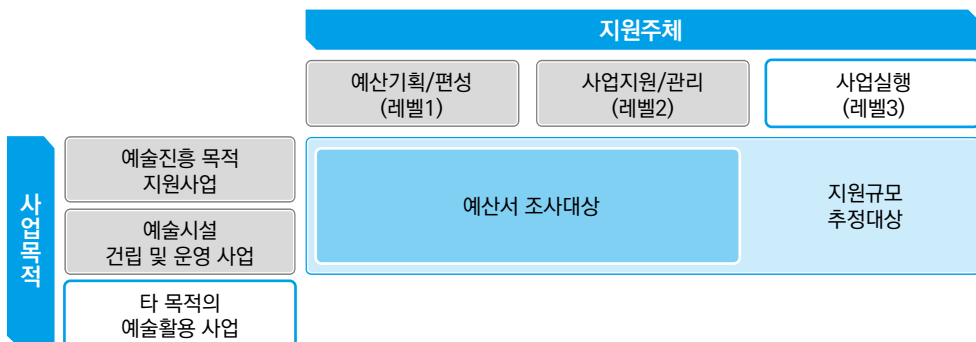 지원주체
예산기획/편성
(레벨1)
사업지원/관리
(레벨2)
사업실행
(레벨3)
사업목적
예술진흥 목적
지원사업
예술시설
건립 및 운영 사업
타 목적의
예술활용 사업
예산서 조사대상
지원규모
추정대상